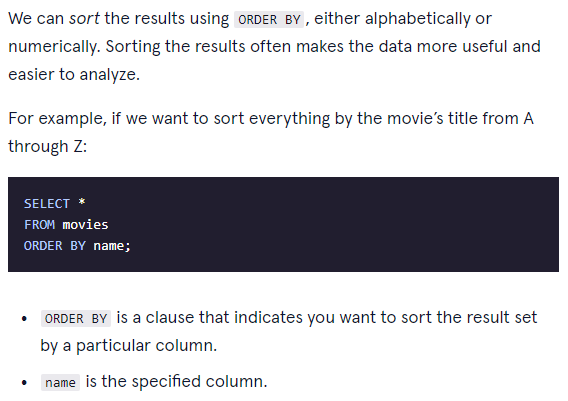 We can sort the results using ORDER BY, either alphabetically or
numerically. Sorting the results often makes the data more useful and
easier to analyze.
For example, if we want to sort everything by the movie’s title from A
through Z:
SELECT *
FROM movies
ORDER BY name;
• ORDER BY is a clause that indicates you want to sort the result set
by a particular column.
• name is the specified column.